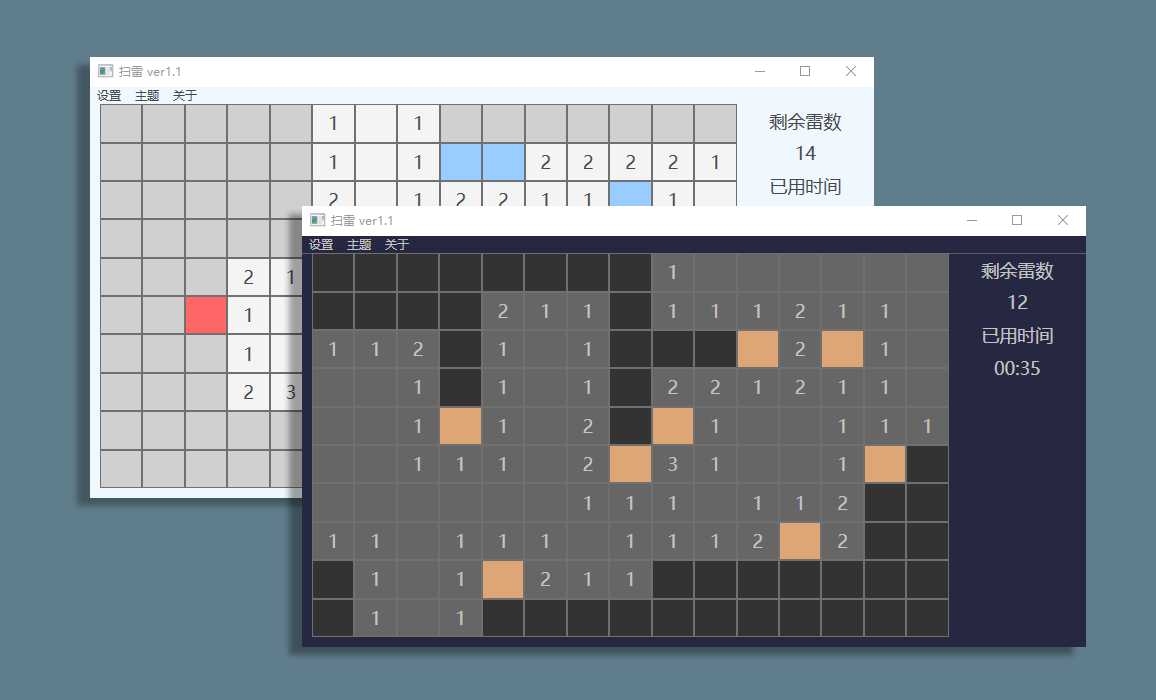 扫雷 ver1.1
设置 主题 关于
1 1
1 1 2 2 2 2 1
2 1 2 2 1 1 1
2 1
1
1
2 3
剩余雷数
14
已用时间
扫雷 ver1.1
设置 主题 关于
1
2 1 1 1 1 1 2 1 1
1 1 2 1 1 2 1
1 1 1 2 2 1 2 1 1
1 1 2 1 1 1 1
1 1 1 2 3 1 1
1 1 1 1 1 2
1 1 1 1 1 1 1 1 2 2
1 1 2 1 1
1 1
剩余雷数
12
已用时间
00:35